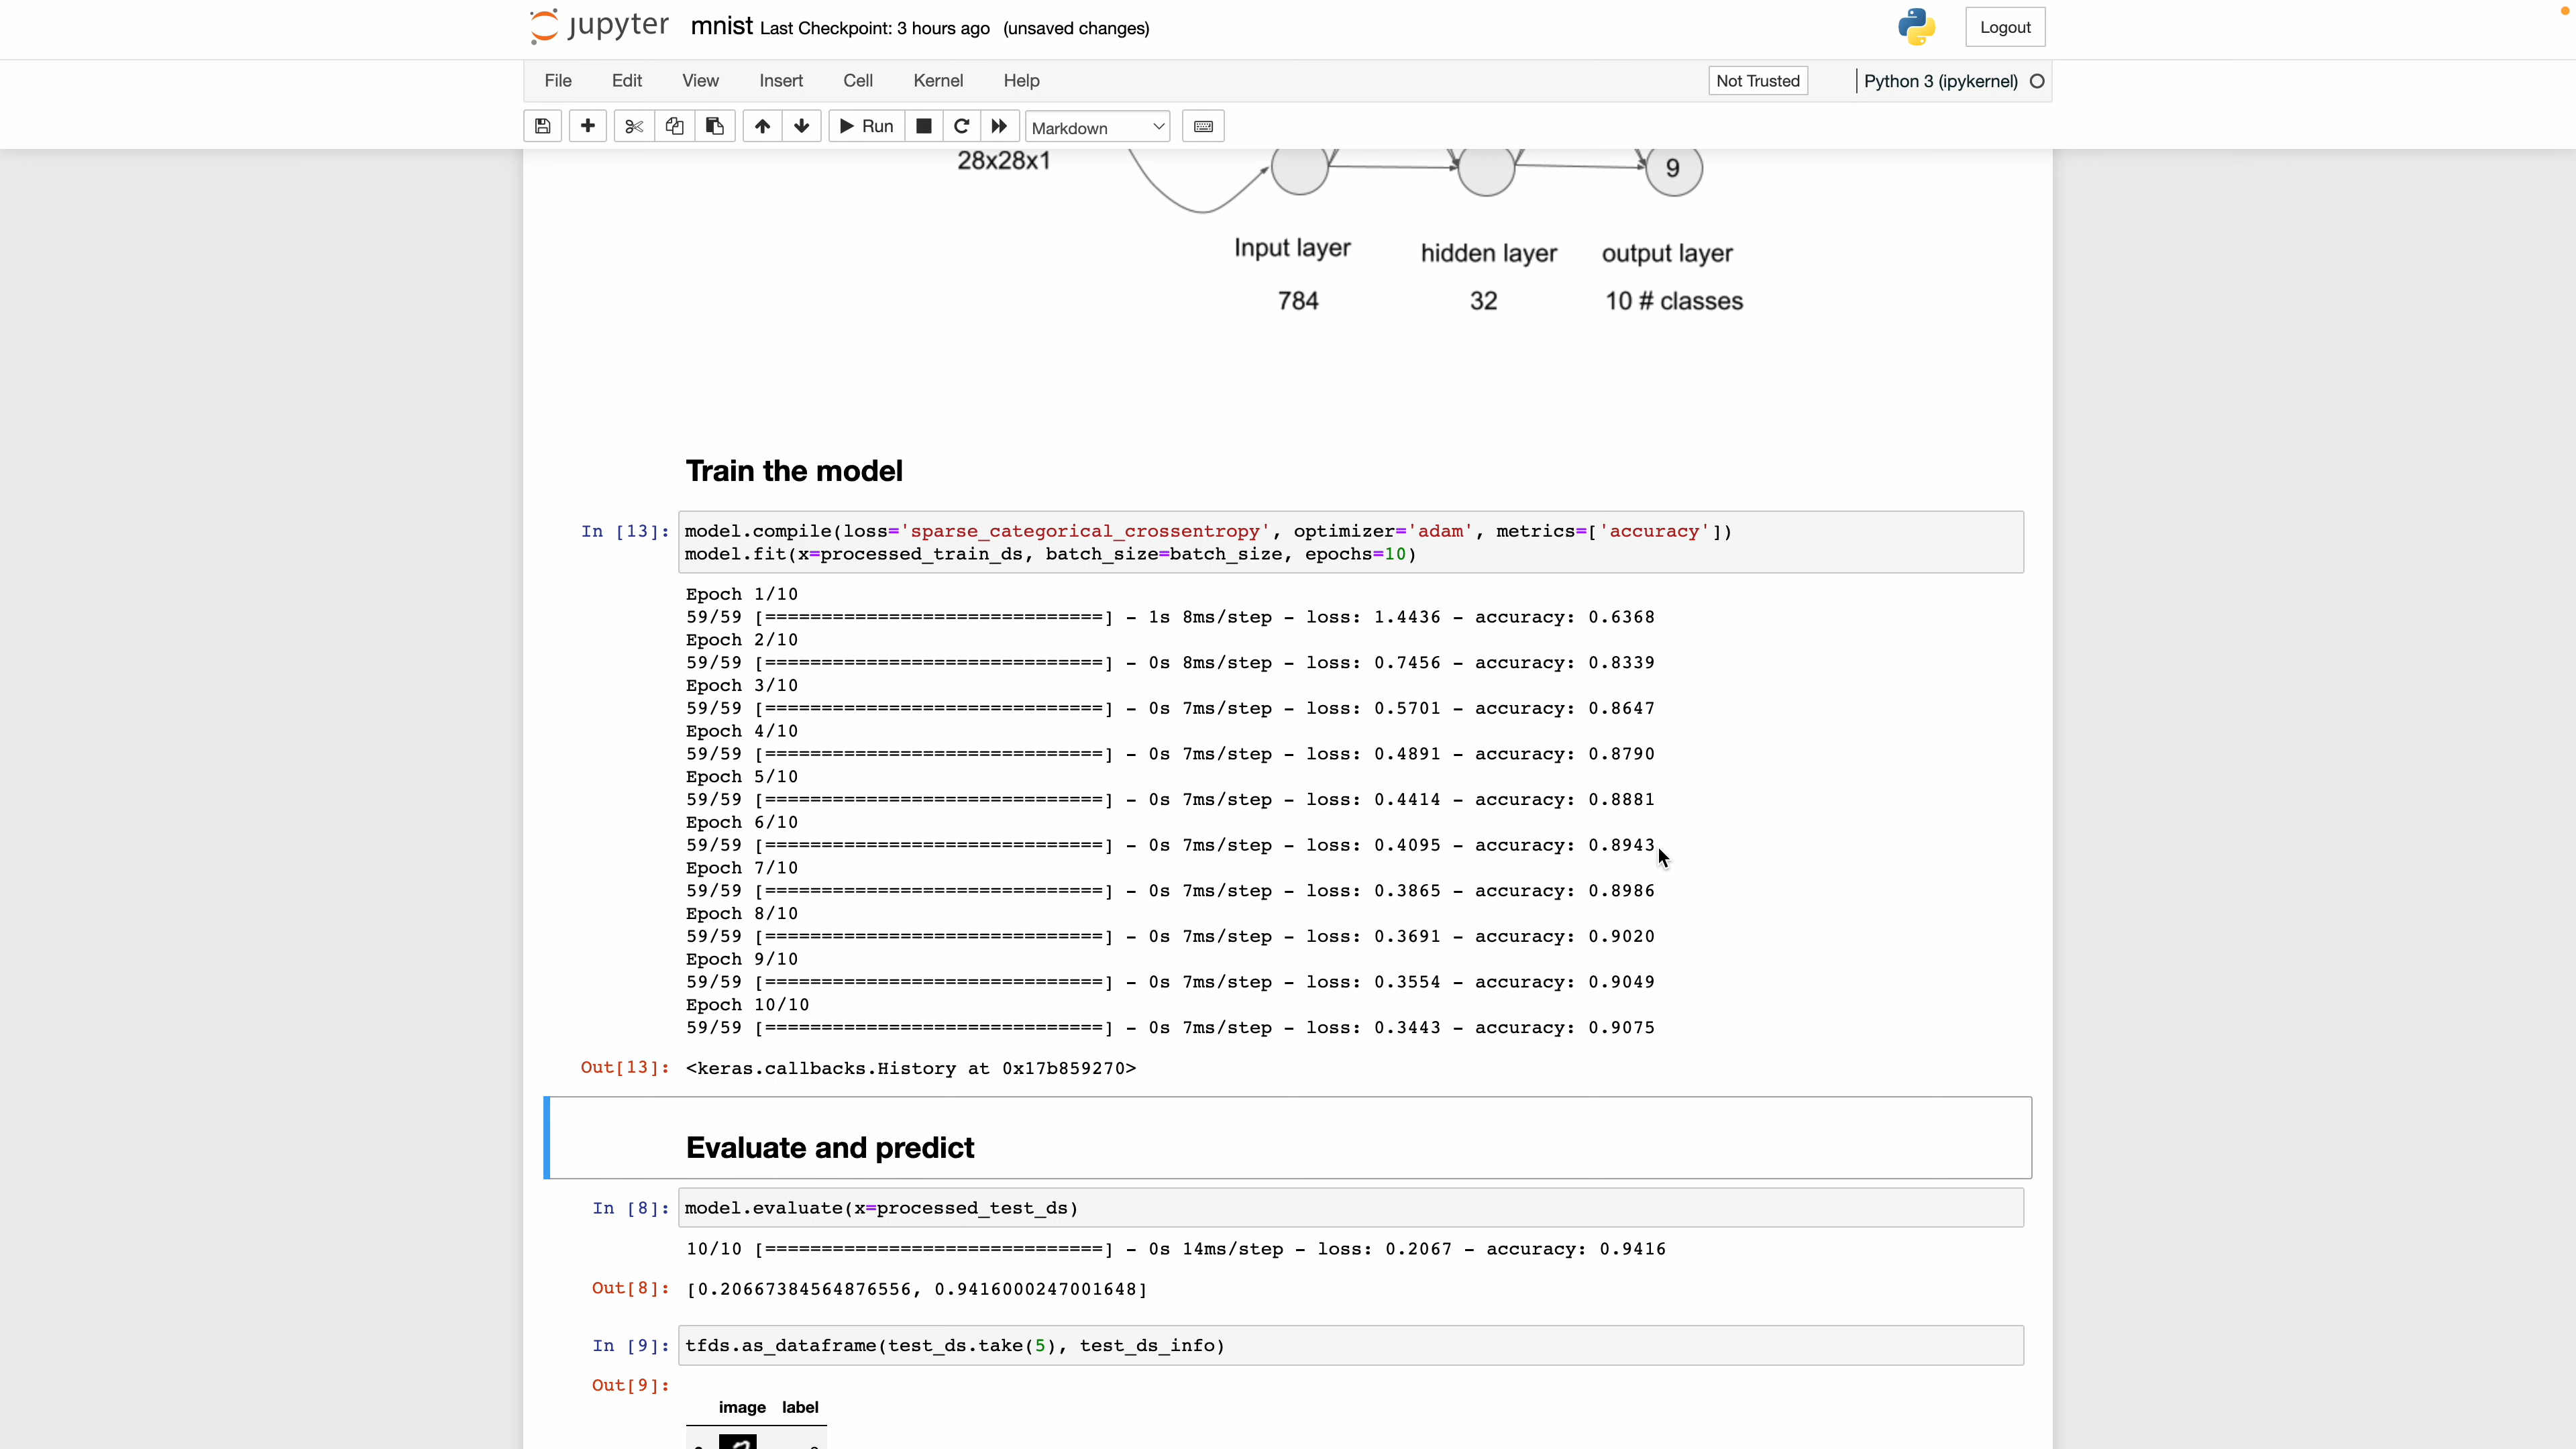 jupyter mnist Last Checkpoint: 3 hours ago (unsaved changes) Logout
File Edit View Insert Cell Kernel Help Not Trusted Python 3 (ipykernel)
Run Markdown
28x28x1 9
Input layer hidden layer output layer
784 32 10 # classes
Train the model
In [13]: model.compile(loss='sparse_categorical_crossentropy', optimizer='adam', metrics=['accuracy'])
model.fit(x=processed_train_ds, batch_size=batch_size, epochs=10)
Epoch 1/10
59/59 [==============================] - 1s 8ms/step - loss: 1.4436 - accuracy: 0.6368
Epoch 2/10
59/59 [==============================] - 0s 8ms/step - loss: 0.7456 - accuracy: 0.8339
Epoch 3/10
59/59 [==============================] - 0s 7ms/step - loss: 0.5701 - accuracy: 0.8647
Epoch 4/10
59/59 [==============================] - 0s 7ms/step - loss: 0.4891 - accuracy: 0.8790
Epoch 5/10
59/59 [==============================] - 0s 7ms/step - loss: 0.4414 - accuracy: 0.8881
Epoch 6/10
59/59 [==============================] - 0s 7ms/step - loss: 0.4095 - accuracy: 0.8943
Epoch 7/10
59/59 [==============================] - 0s 7ms/step - loss: 0.3865 - accuracy: 0.8986
Epoch 8/10
59/59 [==============================] - 0s 7ms/step - loss: 0.3691 - accuracy: 0.9020
Epoch 9/10
59/59 [==============================] - 0s 7ms/step - loss: 0.3554 - accuracy: 0.9049
Epoch 10/10
59/59 [==============================] - 0s 7ms/step - loss: 0.3443 - accuracy: 0.9075
Out[13]: <keras.callbacks.History at 0x17b859270>
Evaluate and predict
In [8]: model.evaluate(x=processed_test_ds)
10/10 [==============================] - 0s 14ms/step - loss: 0.2067 - accuracy: 0.9416
Out[8]: [0.20667384564876556, 0.9416000247001648]
In [9]: tfds.as_dataframe(test_ds.take(5), test_ds_info)
Out[9]:
image label